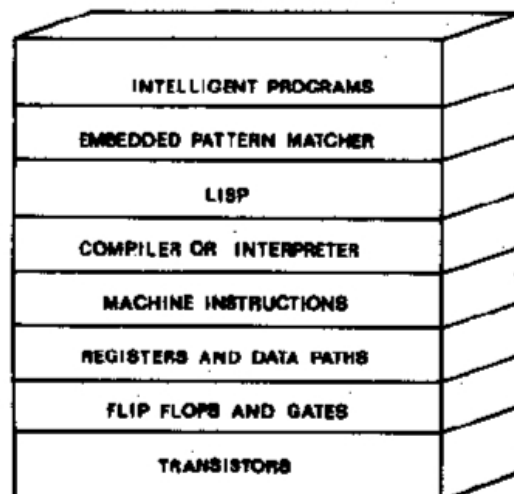 INTELLIGENT PROGRAMS
EMBEDDED PATTERN MATCHER
LISP
COMPILER OR INTERPRETER
MACHINE INSTRUCTIONS
REGISTERS AND DATA PATHS
FLIP FLOPS AND GATES
TRANSISTORS